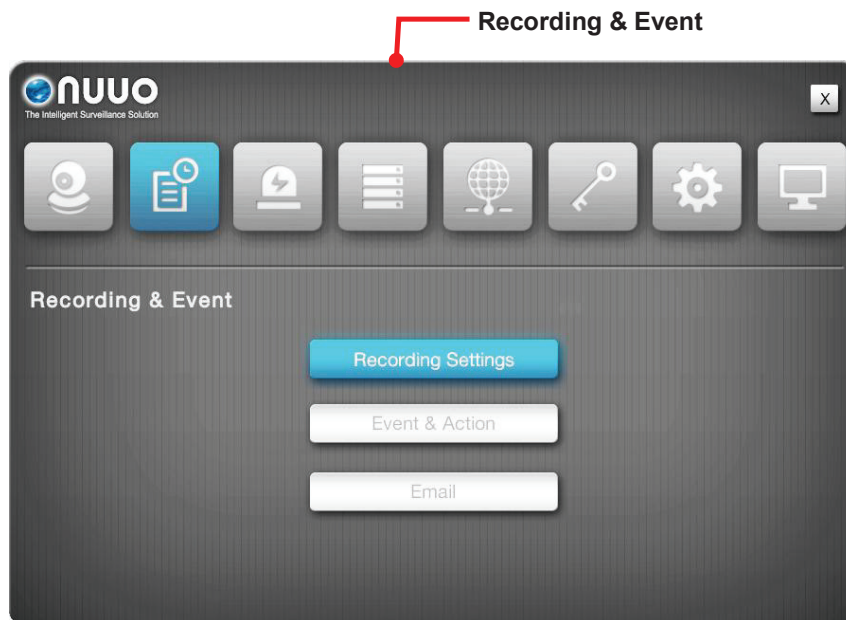 Recording & Event
nuuo
The Intelligent Surveillance Solution
X
Recording & Event
Recording Settings
Event & Action
Email